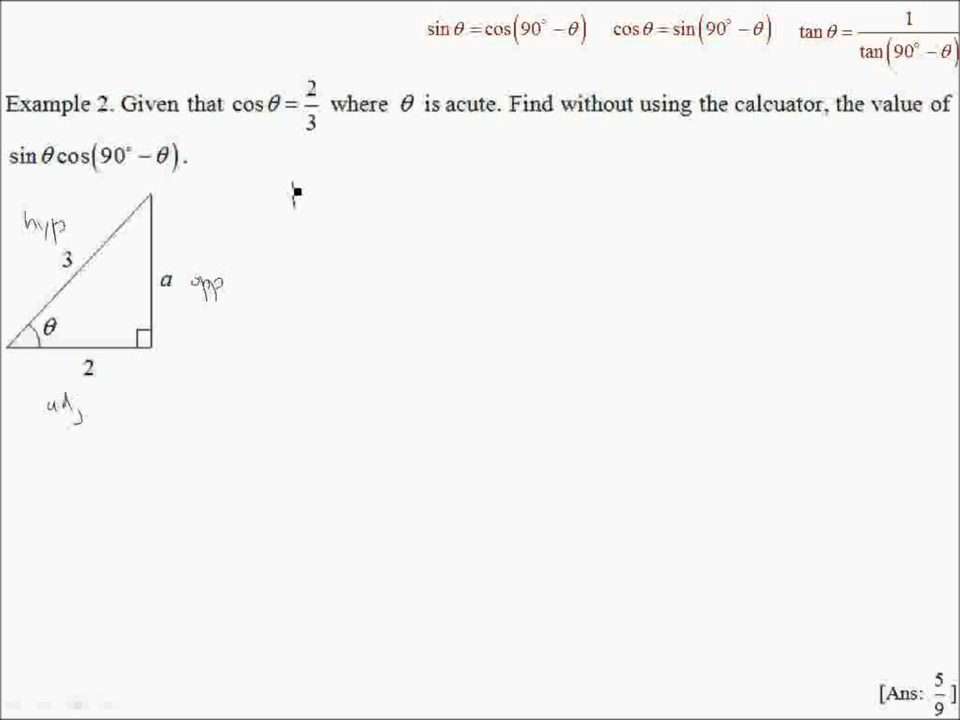 sin θ = cos(90° − θ) cos θ = sin(90° − θ) tan θ = 1/tan(90° − θ)
Example 2. Given that cos θ = 2/3 where θ is acute. Find without using the calcuator, the value of
sin θ cos(90° − θ).
hyp
3
a opp
θ
2
adj
[Ans: 5/9]